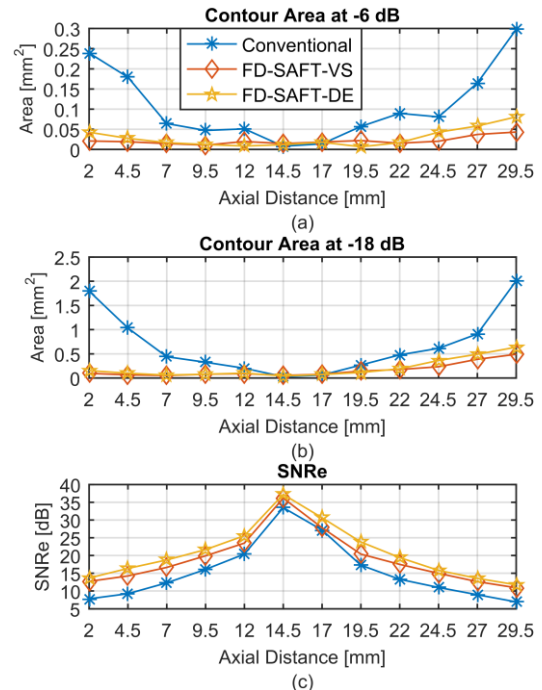 Contour Area at -6 dB
0.3
0.25
0.2
0.15
0.1
0.05
0
Area [mm²]
Conventional
FD-SAFT-VS
FD-SAFT-DE
2 4.5 7 9.5 12 14.5 17 19.5 22 24.5 27 29.5
Axial Distance [mm]
(a)
Contour Area at -18 dB
2.5
2
1.5
1
0.5
0
Area [mm²]
2 4.5 7 9.5 12 14.5 17 19.5 22 24.5 27 29.5
Axial Distance [mm]
(b)
SNRe
40
35
30
25
20
15
10
5
SNRe [dB]
2 4.5 7 9.5 12 14.5 17 19.5 22 24.5 27 29.5
Axial Distance [mm]
(c)